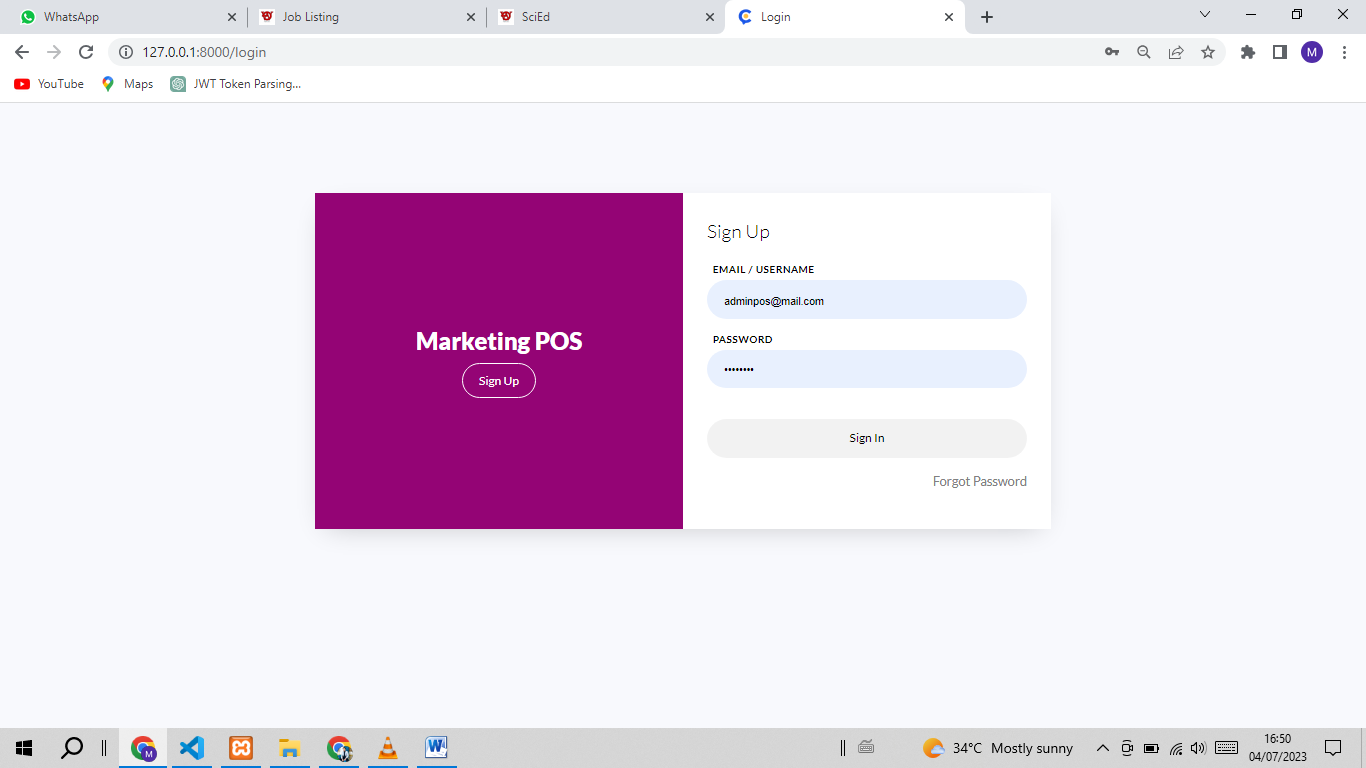 WhatsApp
Job Listing
SciEd
Login
127.0.0.1:8000/login
M
YouTube
Maps
JWT Token Parsing...
Marketing POS
Sign Up
Sign Up
EMAIL / USERNAME
adminpos@mail.com
PASSWORD
••••••••
Sign In
Forgot Password
34°C Mostly sunny
16:50
04/07/2023